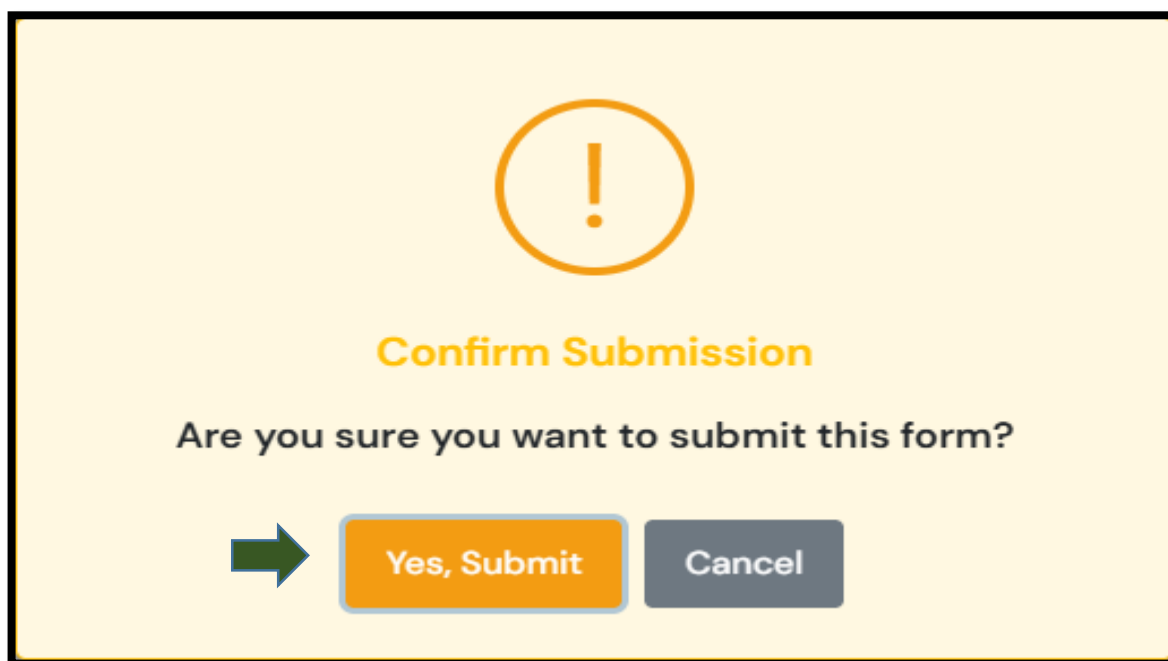 !
Confirm Submission
Are you sure you want to submit this form?
Yes, Submit
Cancel